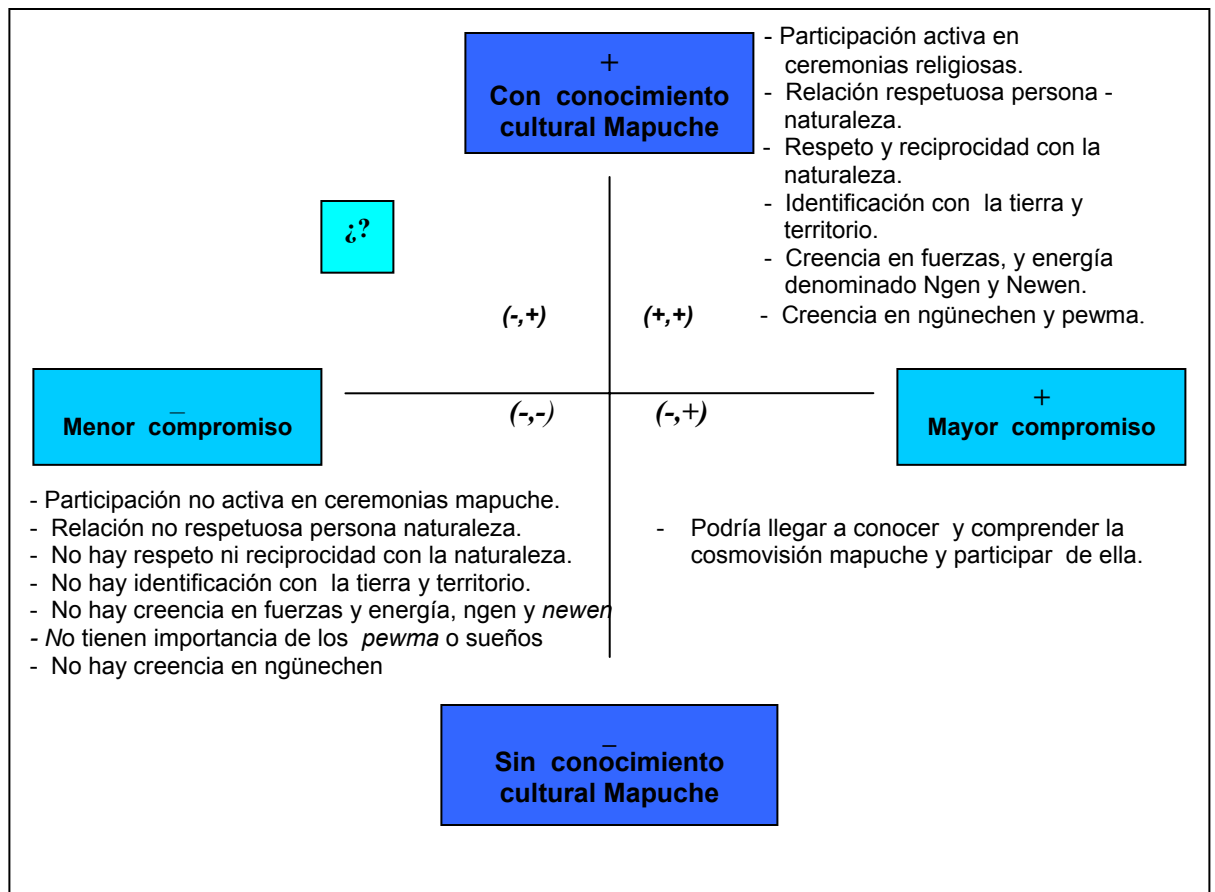 +
Con conocimiento
cultural Mapuche
- Participación activa en
ceremonias religiosas.
- Relación respetuosa persona -
naturaleza.
- Respeto y reciprocidad con la
naturaleza.
- Identificación con la tierra y
territorio.
- Creencia en fuerzas, y energía
denominado Ngen y Newen.
- Creencia en ngünechen y pewma.
¿?
(-,+)
(+,+)
_
Menor compromiso
(-,-)
(-,+)
+
Mayor compromiso
- Participación no activa en ceremonias mapuche.
- Relación no respetuosa persona naturaleza.
- No hay respeto ni reciprocidad con la naturaleza.
- No hay identificación con la tierra y territorio.
- No hay creencia en fuerzas y energía, ngen y newen
- No tienen importancia de los pewma o sueños
- No hay creencia en ngünechen
- Podría llegar a conocer y comprender la
cosmovisión mapuche y participar de ella.
_
Sin conocimiento
cultural Mapuche